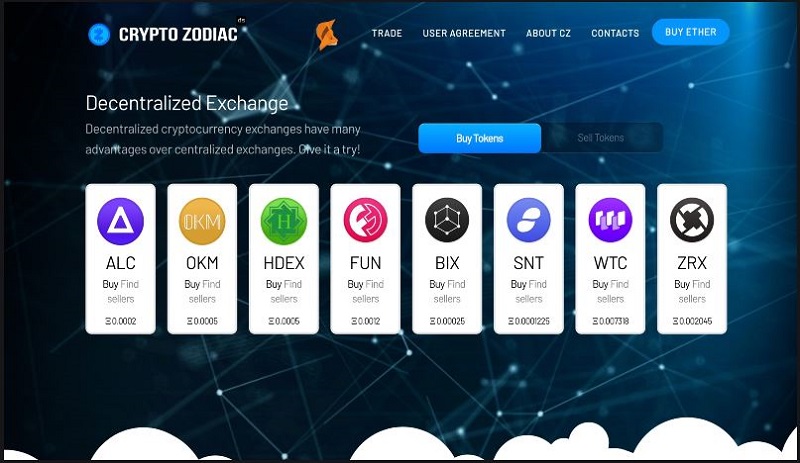 CRYPTO ZODIAC ds
TRADE USER AGREEMENT ABOUT CZ CONTACTS BUY ETHER
Decentralized Exchange
Decentralized cryptocurrency exchanges have many
advantages over centralized exchanges. Give it a try!
Buy Tokens Sell Tokens
OKM H
ALC OKM HDEX FUN BIX SNT WTC ZRX
Buy Find Buy Find Buy Find Buy Find Buy Find Buy Find Buy Find Buy Find
sellers sellers sellers sellers sellers sellers sellers sellers
Ξ 0.0002 Ξ 0.0005 Ξ 0.0005 Ξ 0.0012 Ξ 0.00025 Ξ 0.0001225 Ξ 0.007318 Ξ 0.002045